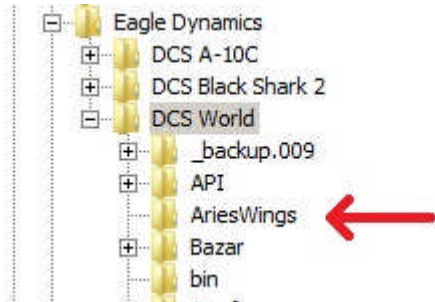 Eagle Dynamics
DCS A-10C
DCS Black Shark 2
DCS World
_backup.009
API
AriesWings
Bazar
bin